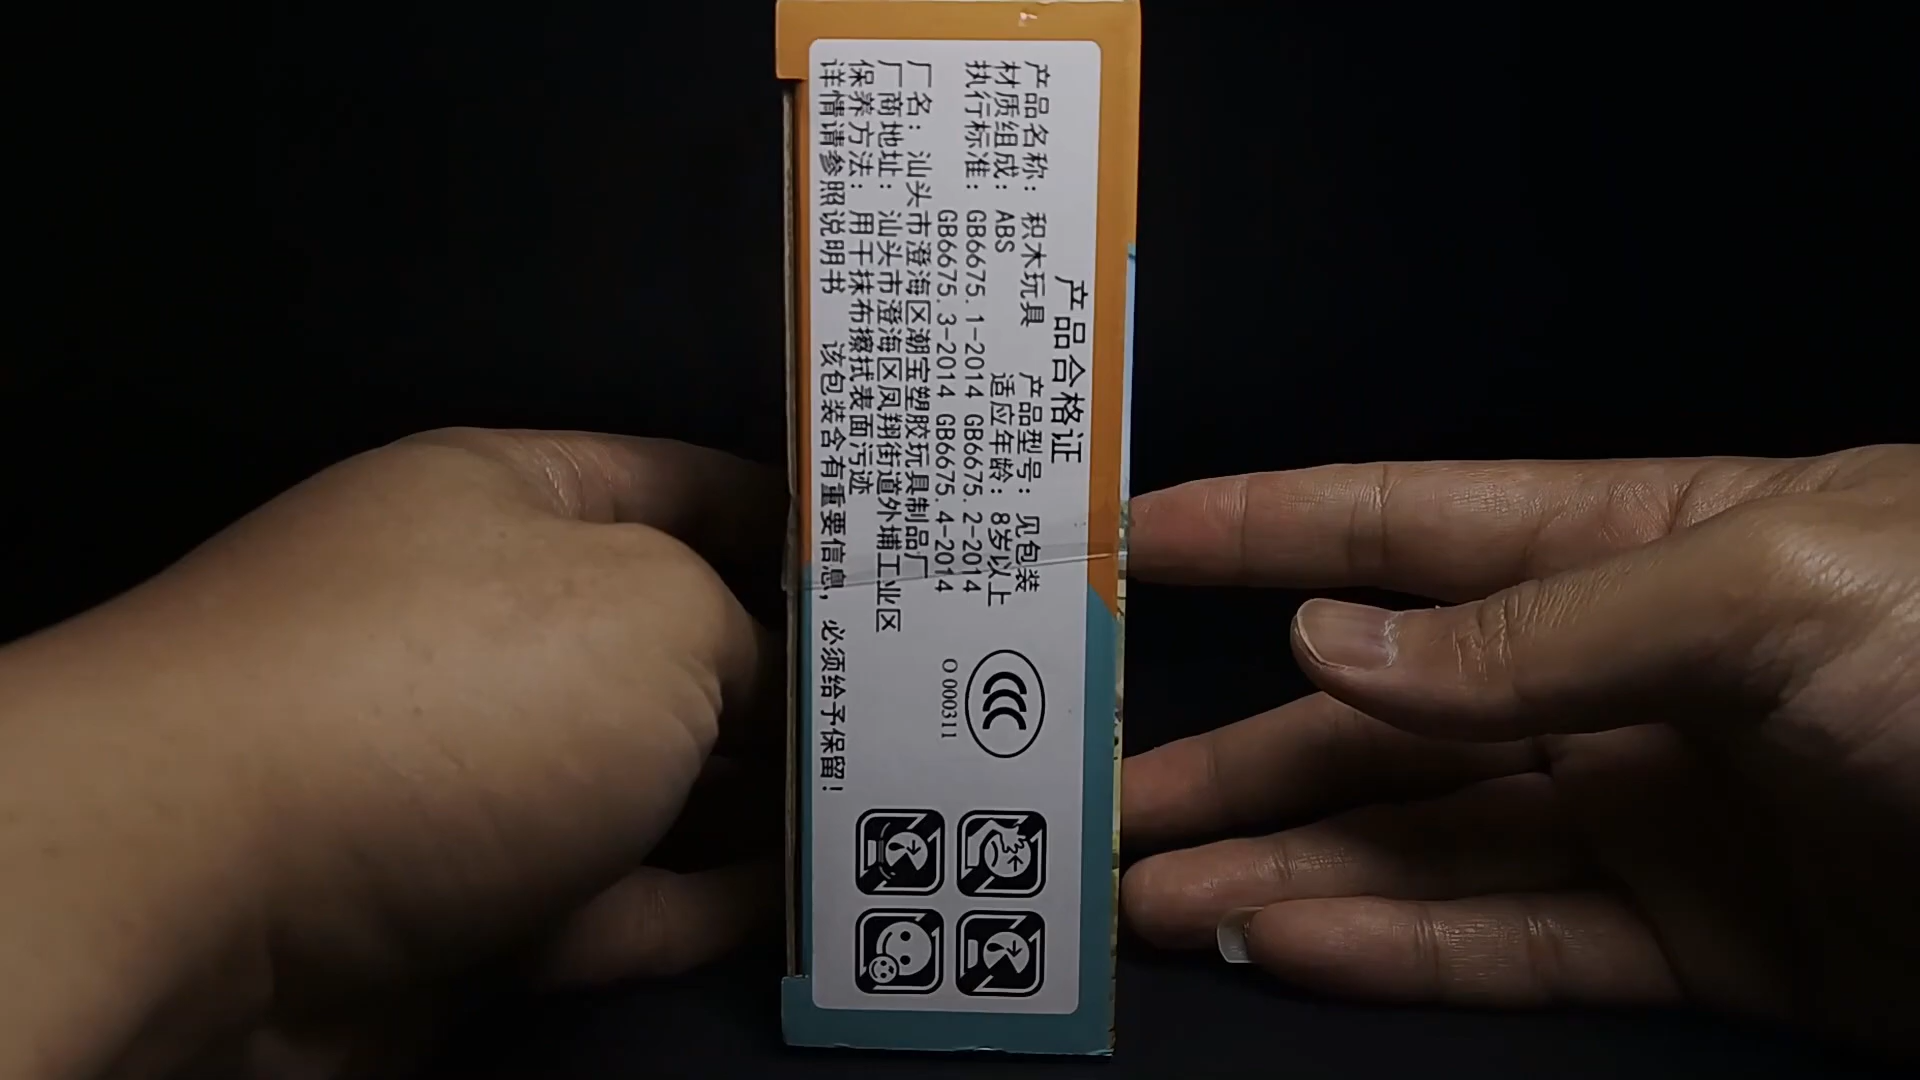 产品合格证
产品名称：积木玩具 产品型号：见包装
材质组成：ABS 适应年龄：8岁以上
执行标准：GB6675.1-2014 GB6675.2-2014
GB6675.3-2014 GB6675.4-2014
厂名：汕头市澄海区潮宝塑胶玩具制品厂
厂商地址：汕头市澄海区凤翔街道外埔工业区
保养方法：用干抹布擦拭表面污迹
详情请参照说明书 该包装含有重要信息，必须给予保留！
CCC
O 000311